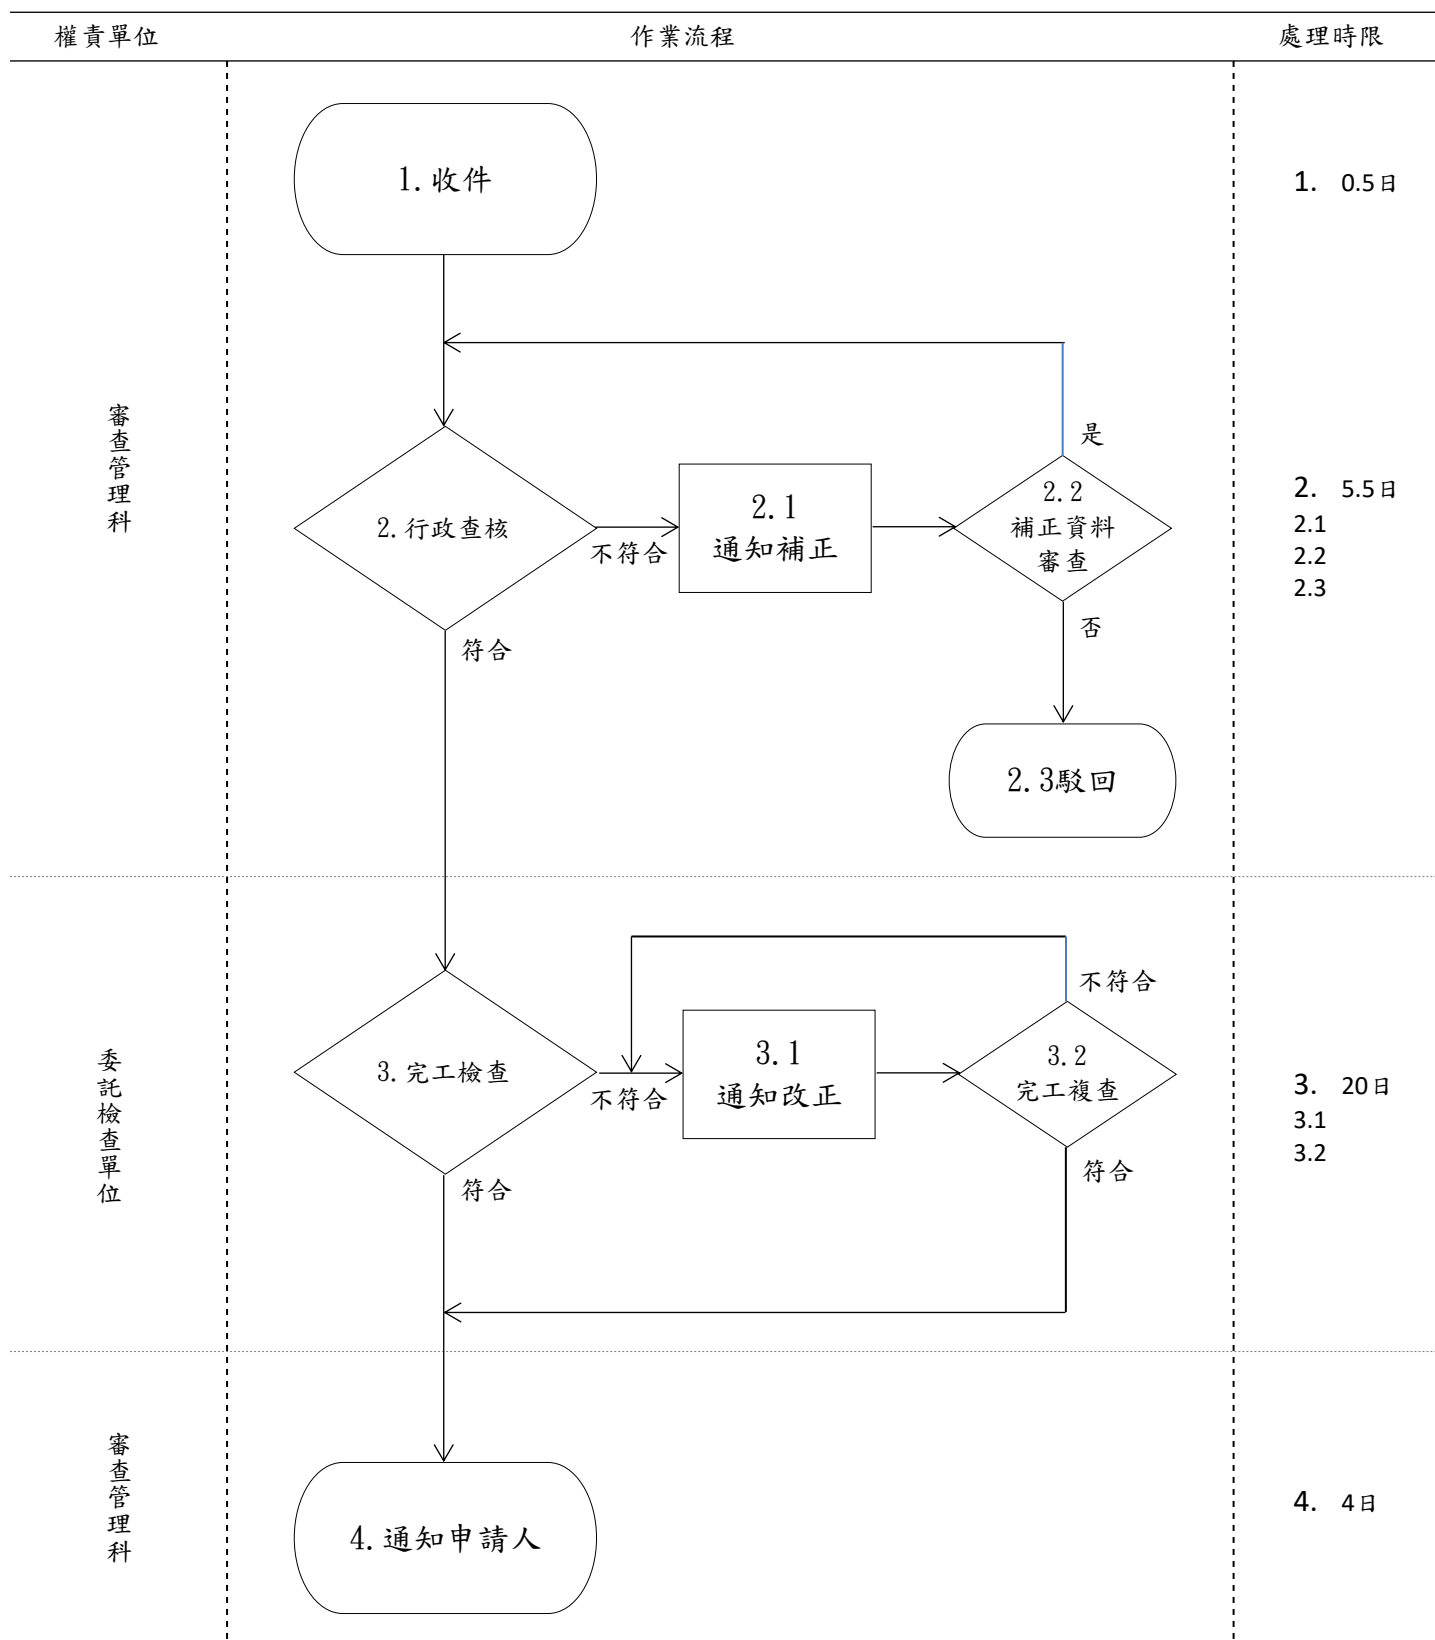 權責單位
作業流程
處理時限
審查管理科
1.收件
1. 0.5日
2.行政查核
不符合
2.1
通知補正
2.2
補正資料
審查
是
否
符合
2.3駁回
2. 5.5日
2.1
2.2
2.3
委託檢查單位
3.完工檢查
不符合
3.1
通知改正
3.2
完工複查
不符合
符合
符合
3. 20日
3.1
3.2
審查管理科
4.通知申請人
4. 4日